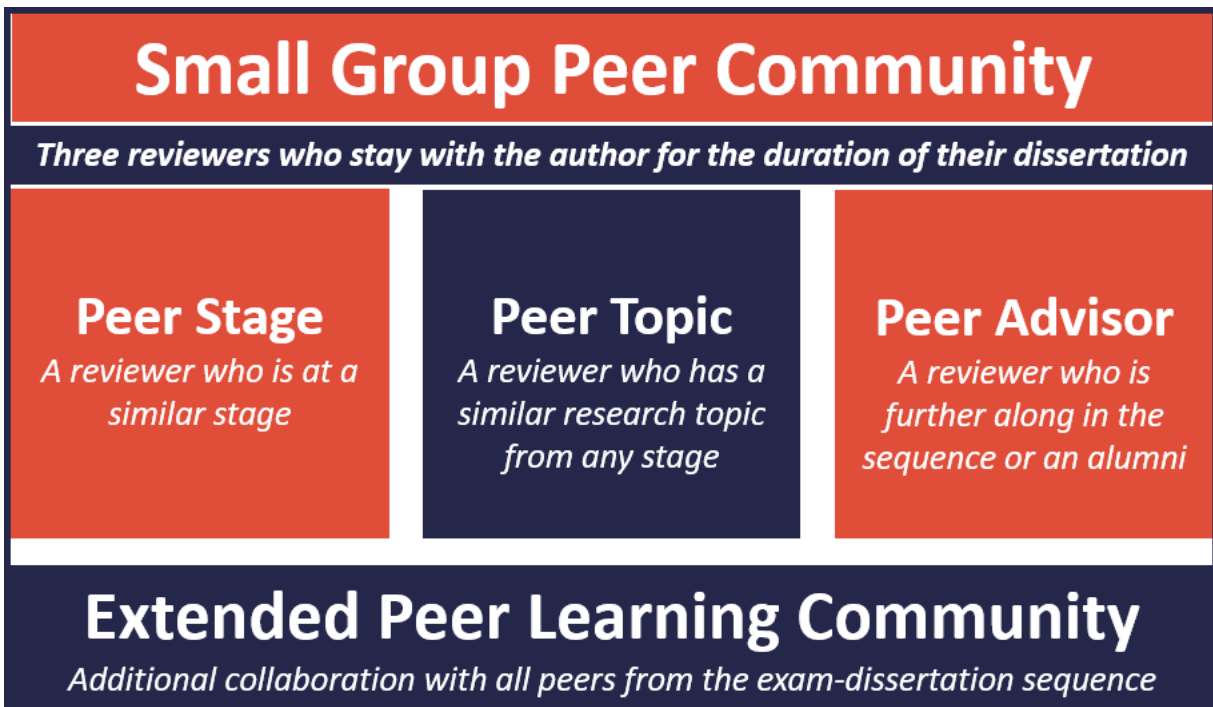 Small Group Peer Community
Three reviewers who stay with the author for the duration of their dissertation
Peer Stage
A reviewer who is at a
similar stage
Peer Topic
A reviewer who has a
similar research topic
from any stage
Peer Advisor
A reviewer who is
further along in the
sequence or an alumni
Extended Peer Learning Community
Additional collaboration with all peers from the exam-dissertation sequence